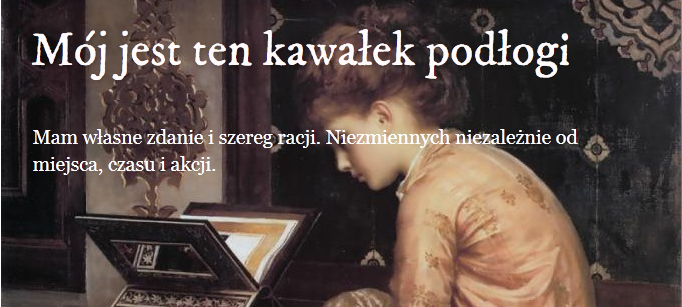 Mój jest ten kawałek podłogi
Mam własne zdanie i szereg racji. Niezmiennych niezależnie od
miejsca, czasu i akcji.